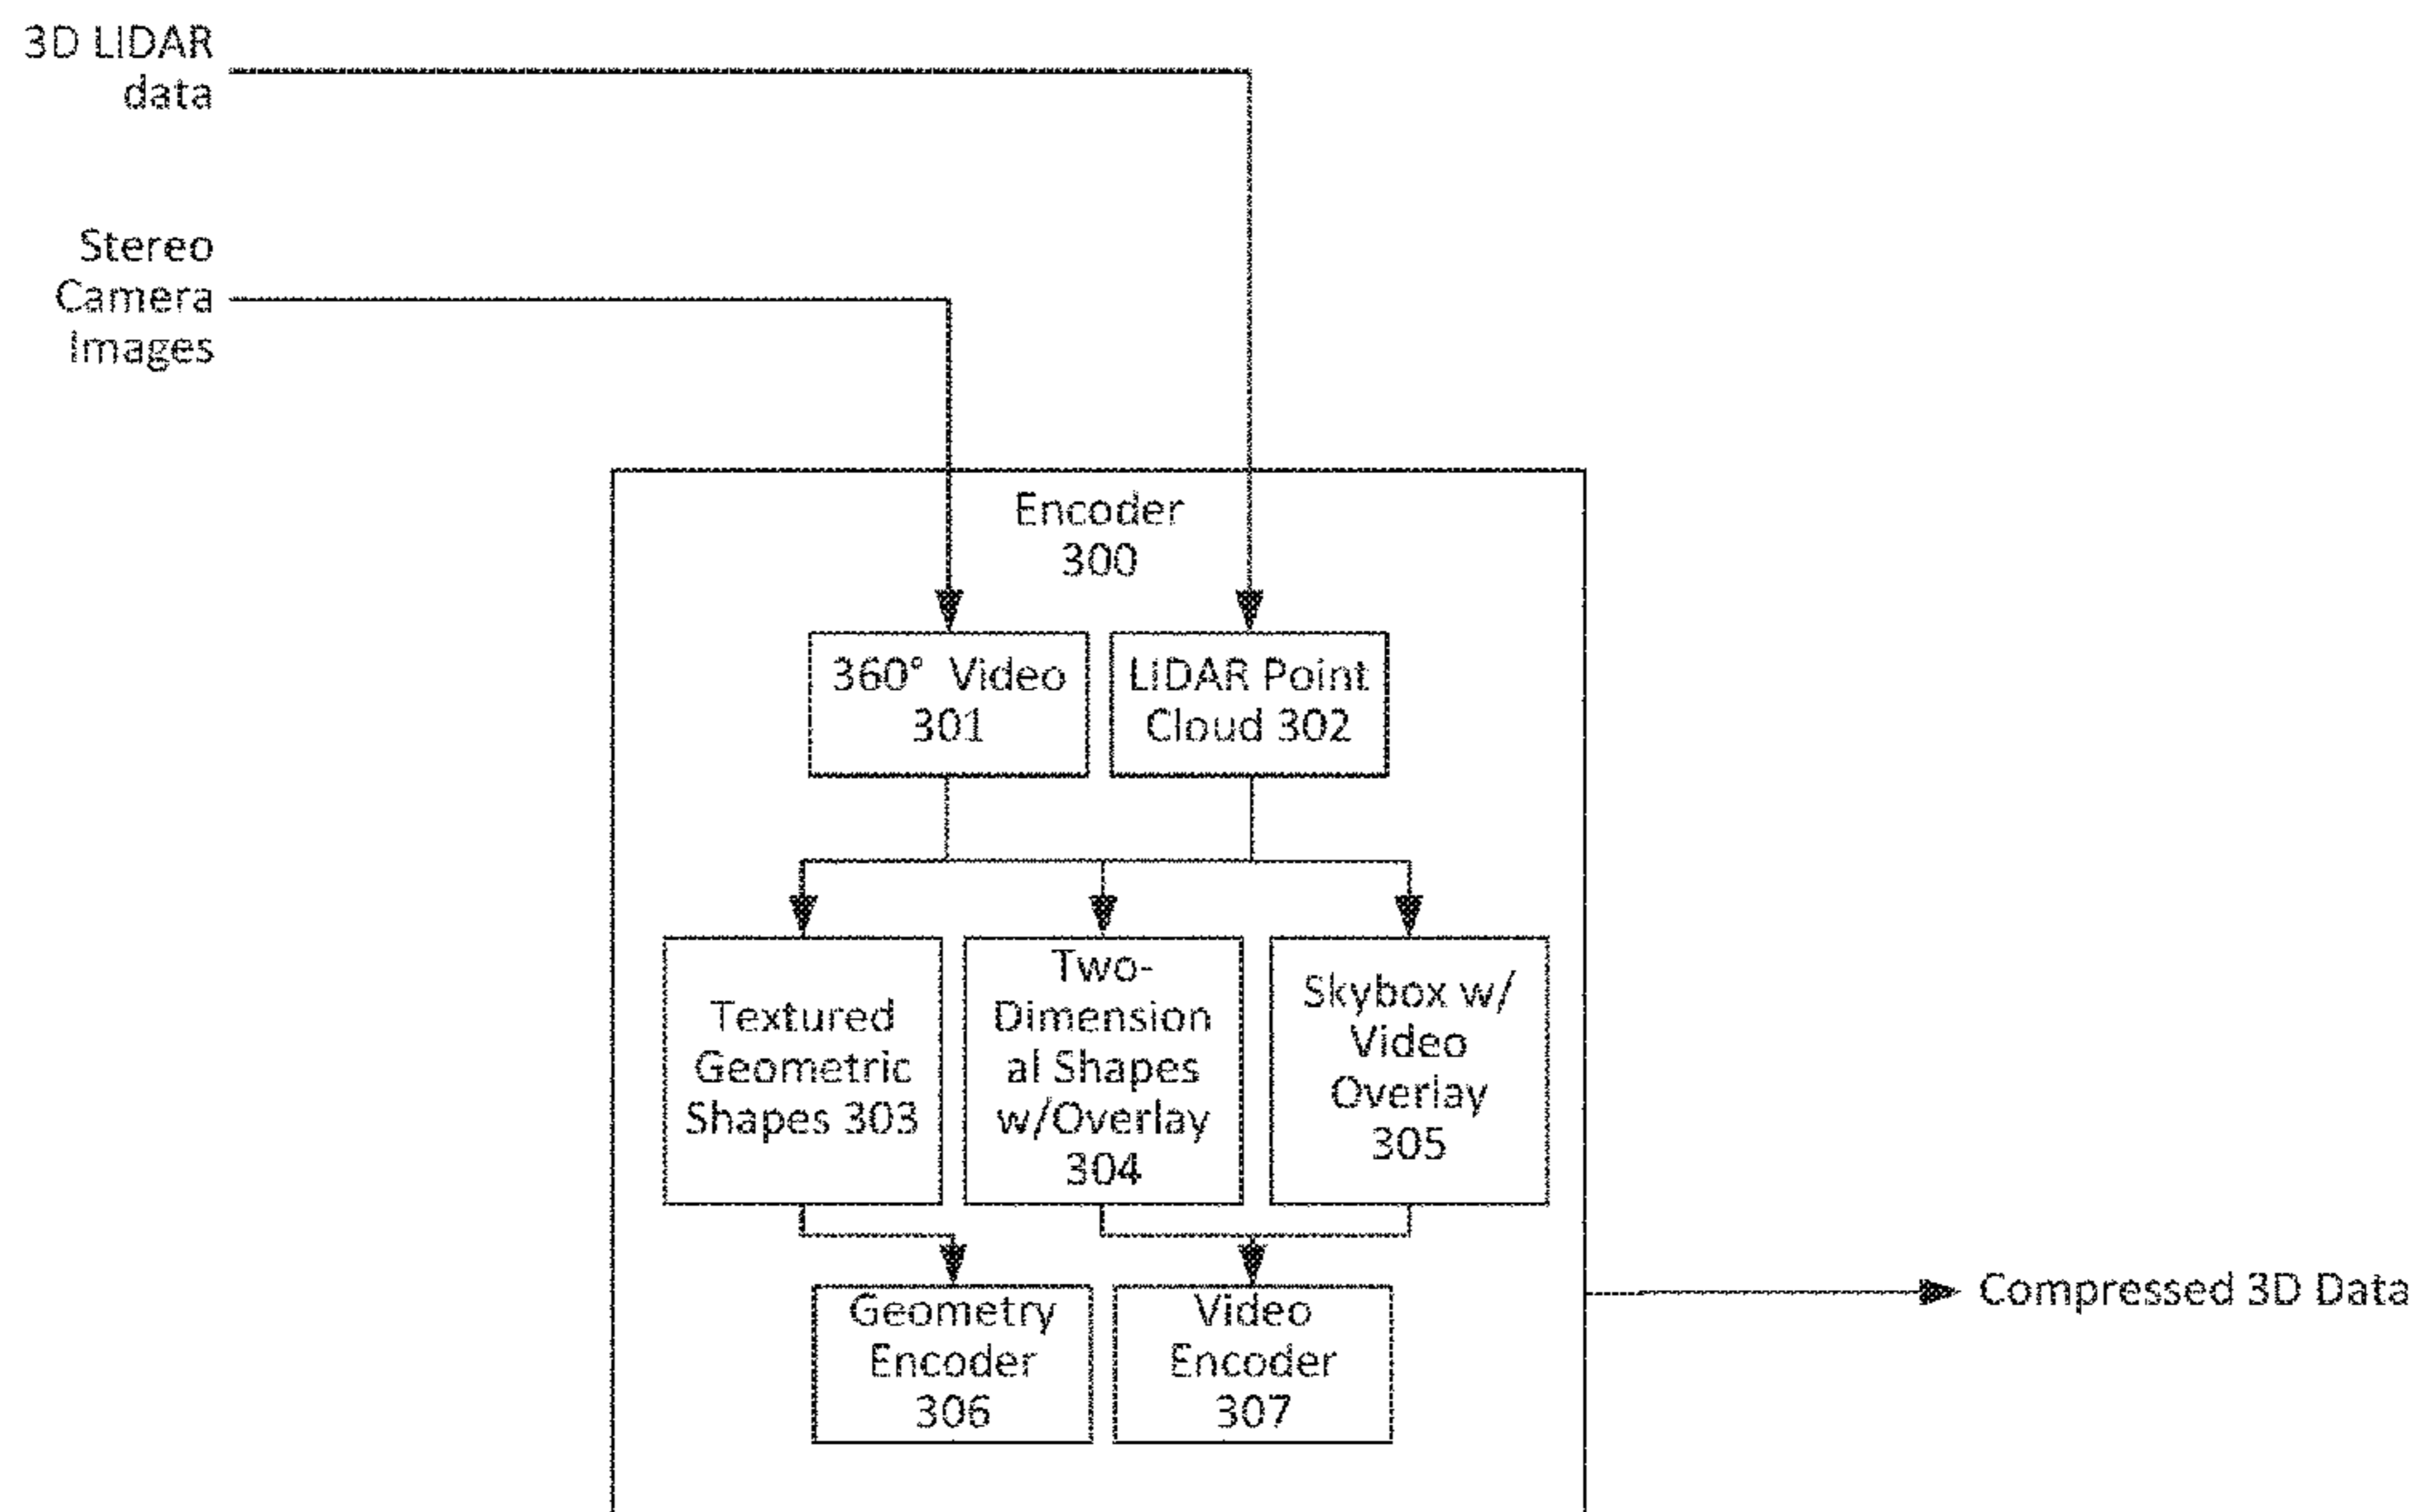 3D LIDAR
data
Stereo
Camera
Images
Encoder
300
360° Video
301
LIDAR Point
Cloud 302
Textured
Geometric
Shapes 303
Two-
Dimension
al Shapes
w/Overlay
304
Skybox w/
Video
Overlay
305
Geometry
Encoder
306
Video
Encoder
307
Compressed 3D Data